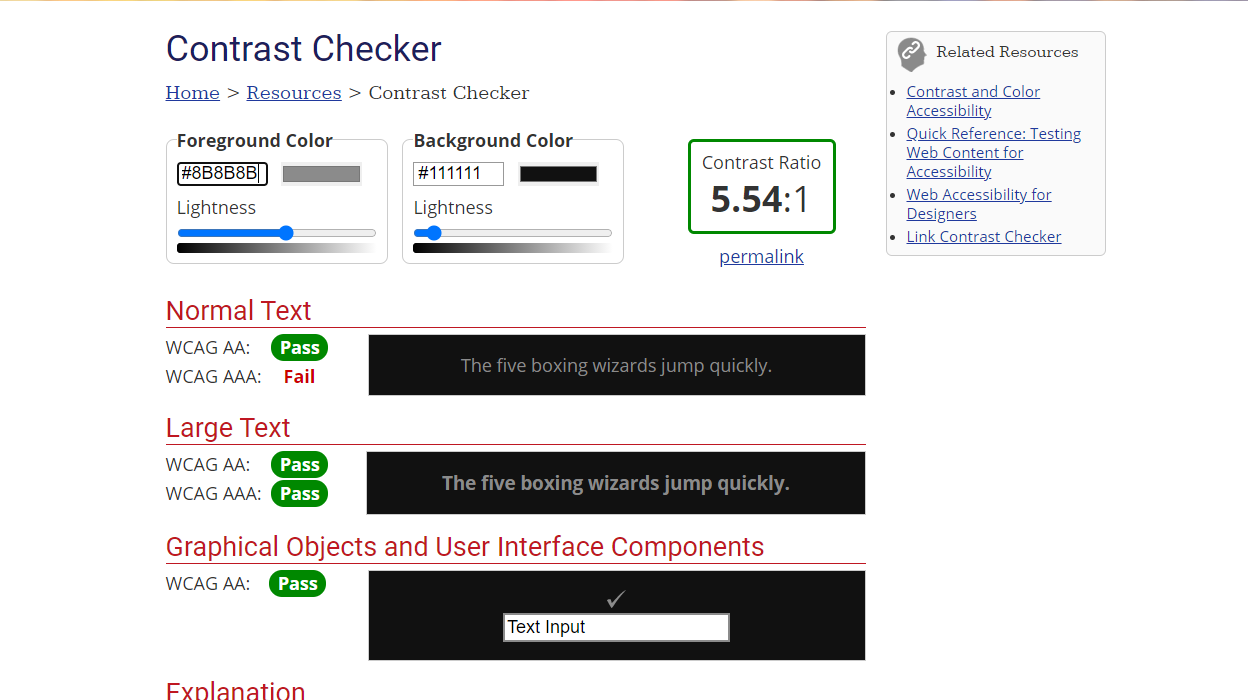 Contrast Checker
Home > Resources > Contrast Checker
Foreground Color
#8B8B8B
Lightness
Background Color
#111111
Lightness
Contrast Ratio
5.54:1
permalink
Related Resources
Contrast and Color
Accessibility
Quick Reference: Testing
Web Content for
Accessibility
Web Accessibility for
Designers
Link Contrast Checker
Normal Text
WCAG AA: Pass
WCAG AAA: Fail
The five boxing wizards jump quickly.
Large Text
WCAG AA: Pass
WCAG AAA: Pass
The five boxing wizards jump quickly.
Graphical Objects and User Interface Components
WCAG AA: Pass
✓
Text Input
Explanation